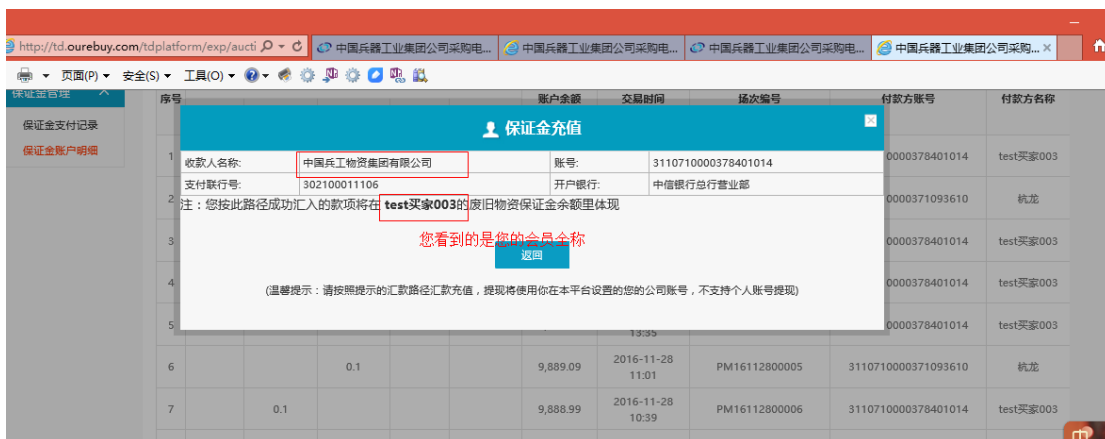 http://td.ourebuy.com/tdplatform/exp/aucti
中国兵器工业集团公司采购电...
中国兵器工业集团公司采购电...
中国兵器工业集团公司采购电...
中国兵器工业集团公司采购... ×
页面(P) 安全(S) 工具(O)
保证金管理
保证金支付记录
保证金账户明细
序号 账户余额 交易时间 场次编号 付款方账号 付款方名称
保证金充值
收款人名称: 中国兵工物资集团有限公司 账号: 3110710000378401014
支付联行号: 302100011106 开户银行: 中信银行总行营业部
注：您按此路径成功汇入的款项将在 test买家003的废旧物资保证金余额里体现
您看到的是您的会员全称
返回
(温馨提示：请按照提示的汇款路径汇款充值，提现将使用你在本平台设置的您的公司账号，不支持个人账号提现)
1 0000378401014 test买家003
2 0000371093610 杭龙
3 0000378401014 test买家003
4 0000378401014 test买家003
5 13:35 0000378401014 test买家003
6 0.1 9,889.09 2016-11-28 11:01 PM16112800005 3110710000371093610 杭龙
7 0.1 9,888.99 2016-11-28 10:39 PM16112800006 3110710000378401014 test买家003